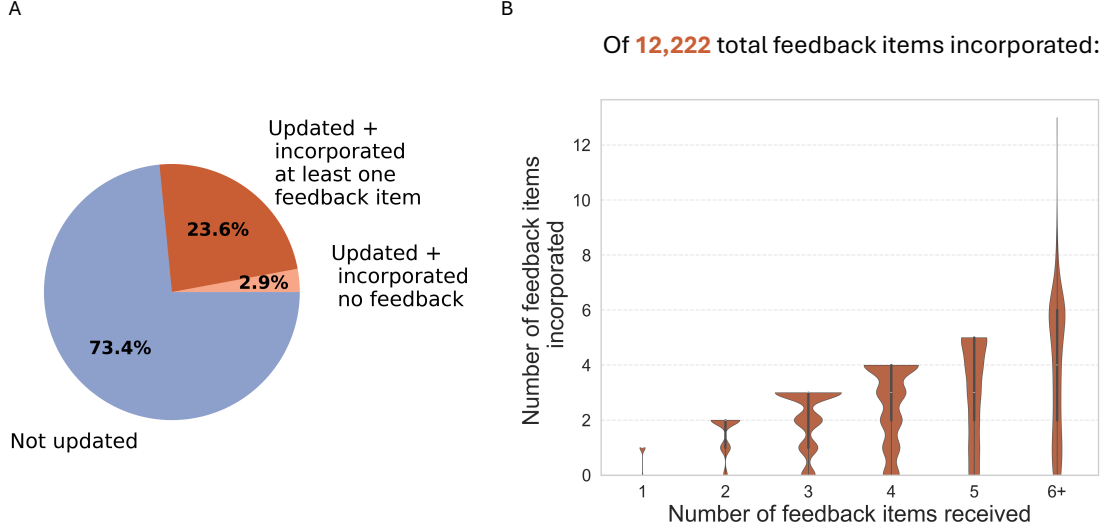 A
B
Of 12,222 total feedback items incorporated:
Updated +
incorporated
at least one
feedback item
23.6%
Updated +
incorporated
no feedback
2.9%
73.4%
Not updated
Number of feedback items
incorporated
12
10
8
6
4
2
0
1 2 3 4 5 6+
Number of feedback items received